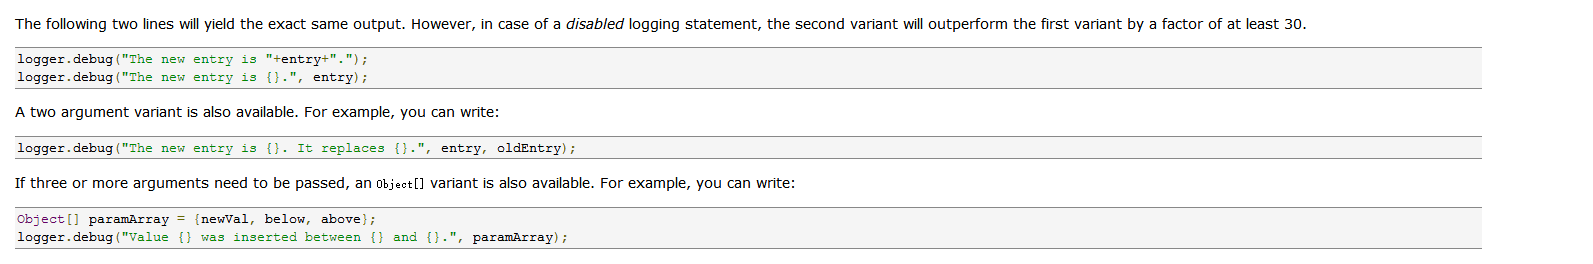 The following two lines will yield the exact same output. However, in case of a disabled logging statement, the second variant will outperform the first variant by a factor of at least 30.
logger.debug("The new entry is "+entry+".");
logger.debug("The new entry is {}.", entry);
A two argument variant is also available. For example, you can write:
logger.debug("The new entry is {}. It replaces {}.", entry, oldEntry);
If three or more arguments need to be passed, an Object[] variant is also available. For example, you can write:
Object[] paramArray = {newVal, below, above};
logger.debug("Value {} was inserted between {} and {}.", paramArray);